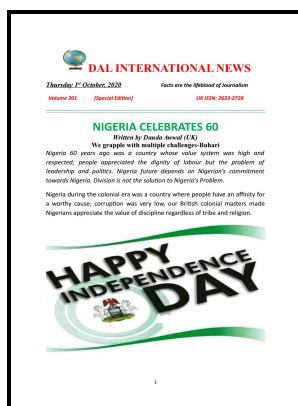 DAL INTERNATIONAL NEWS
Thursday 1st October, 2020 Facts are the lifeblood of Journalism
Volume 201 (Special Edition) UK ISSN: 2633-2728
NIGERIA CELEBRATES 60
Written by Dauda Awwal (UK)
We grapple with multiple challenges-Buhari
Nigeria 60 years ago was a country whose value system was high and
respected; people appreciated the dignity of labour but the problem of
leadership and politics. Nigeria future depends on Nigerian's commitment
towards Nigeria. Division is not the solution to Nigeria's Problem.
Nigeria during the colonial era was a country where people have an affinity for
a worthy cause; corruption was very low, our British colonial masters made
Nigerians appreciate the value of discipline regardless of tribe and religion.
HAPPY
INDEPENDENCE
DAY
1